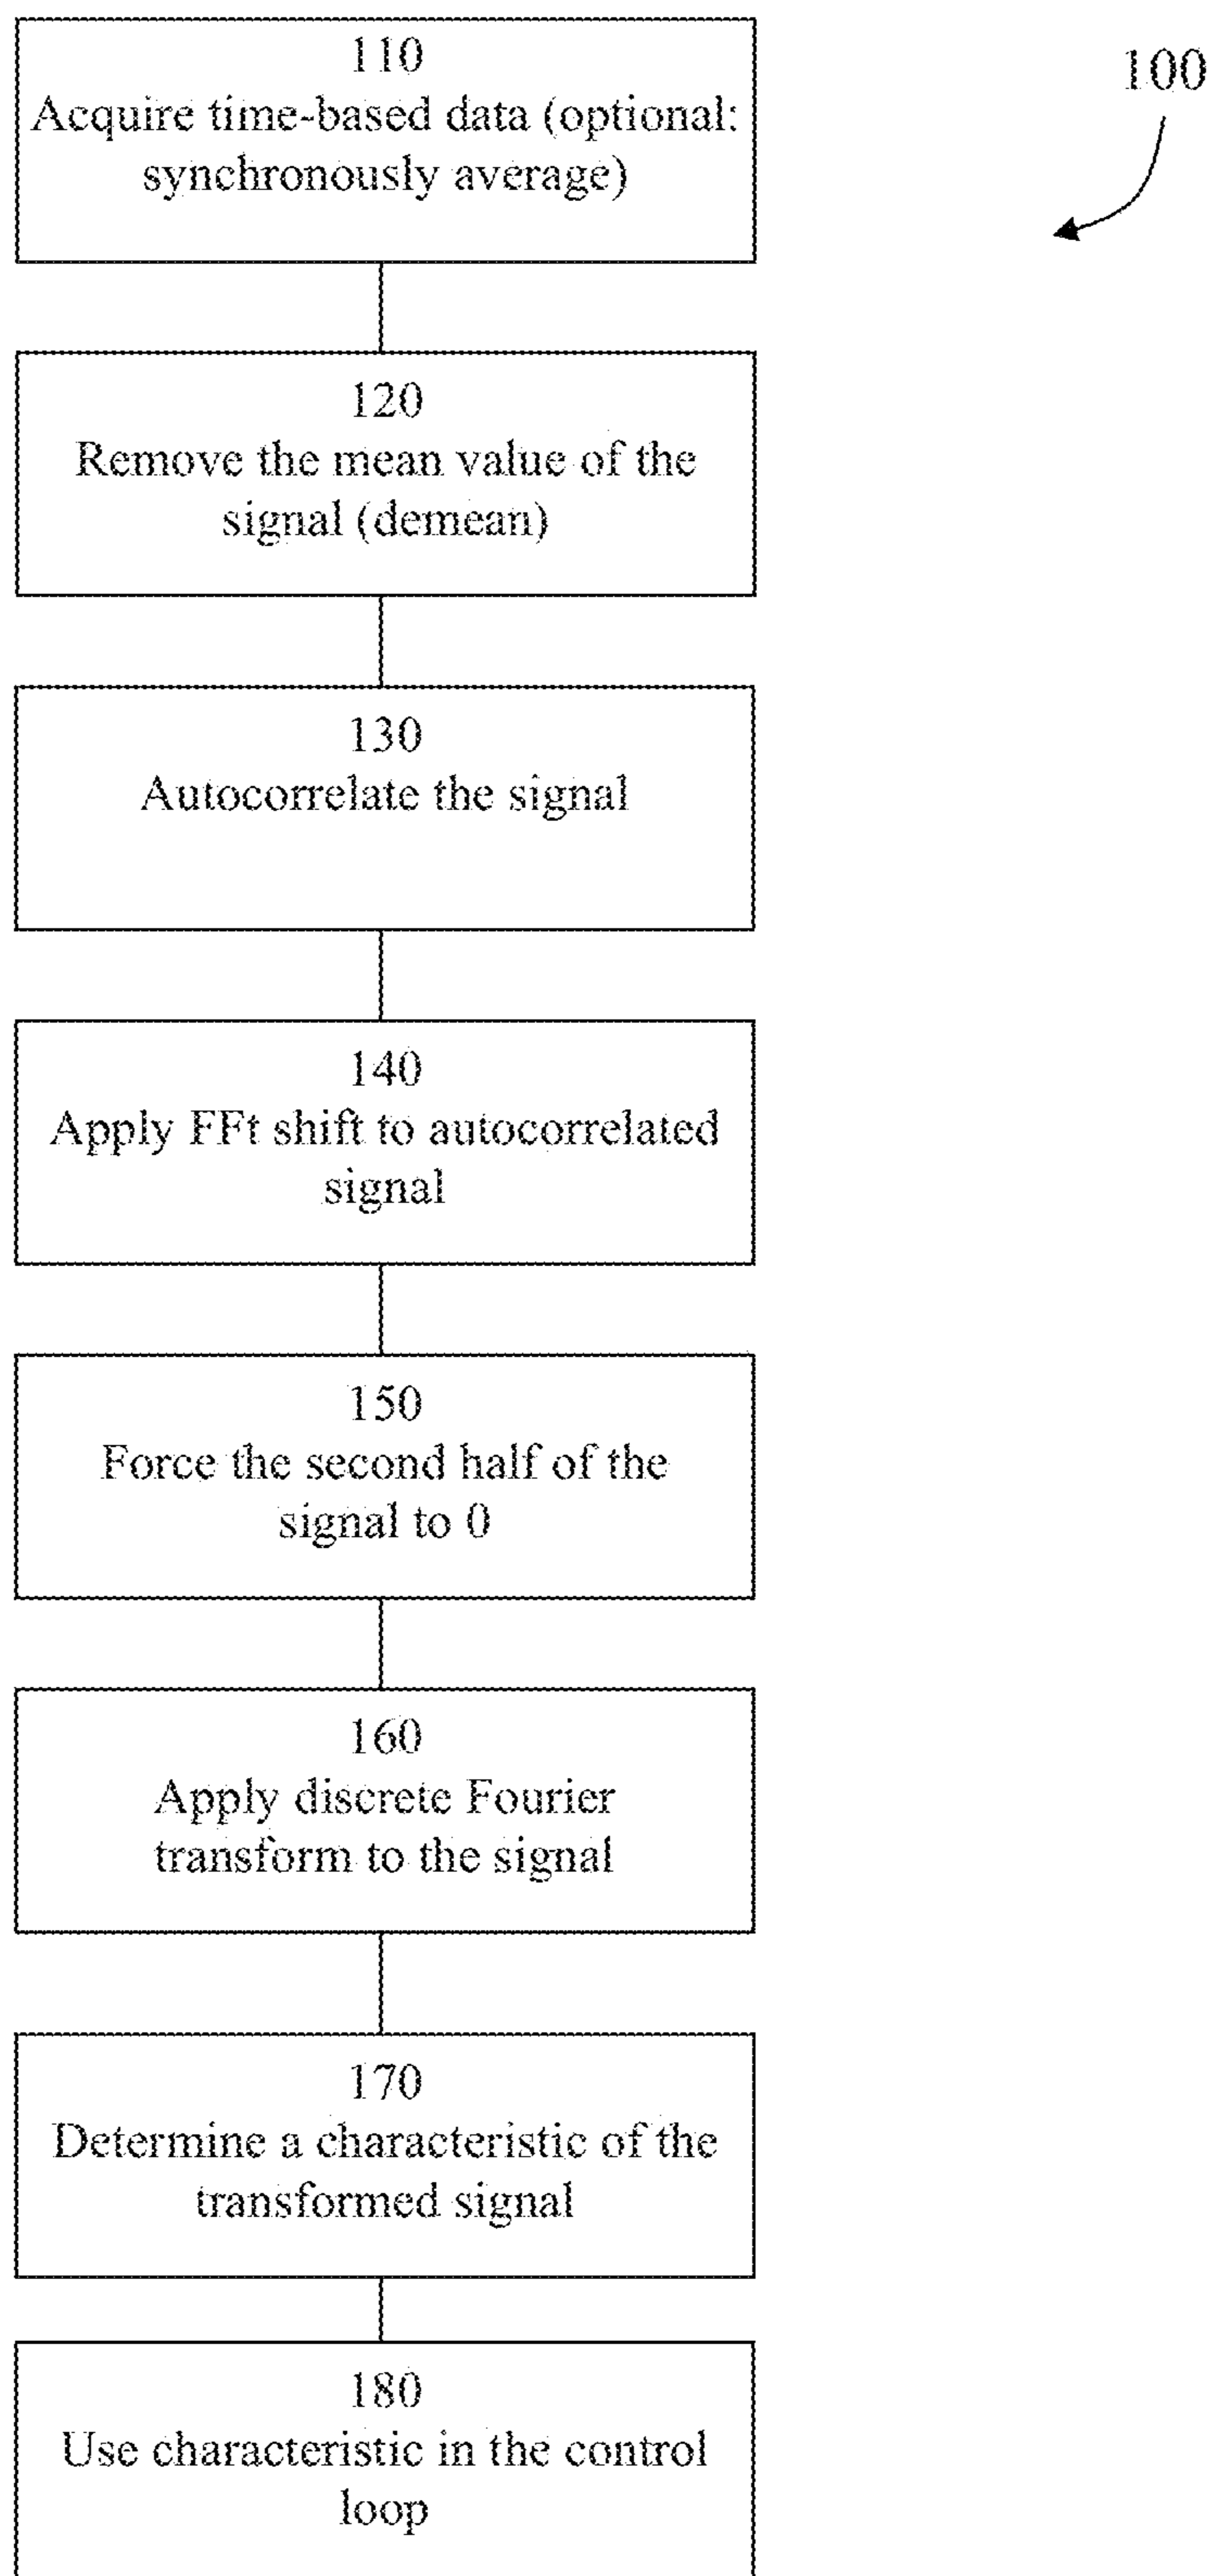 110
Acquire time-based data (optional:
synchronously average)
100
120
Remove the mean value of the
signal (demean)
130
Autocorrelate the signal
140
Apply FFt shift to autocorrelated
signal
150
Force the second half of the
signal to 0
160
Apply discrete Fourier
transform to the signal
170
Determine a characteristic of the
transformed signal
180
Use characteristic in the control
loop